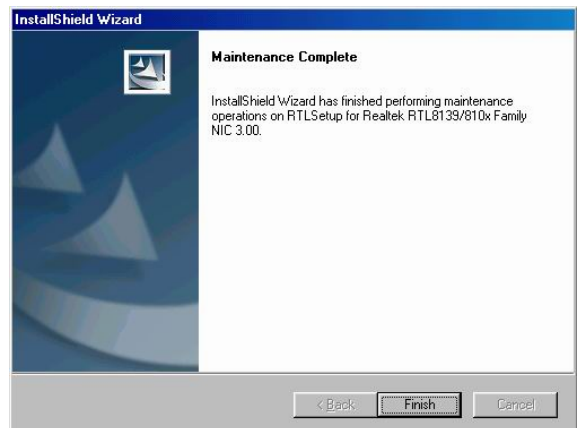 InstallShield Wizard
Maintenance Complete
InstallShield Wizard has finished performing maintenance
operations on RTLSetup for Realtek RTL8139/810x Family
NIC 3.00.
< Back
Finish
Cancel